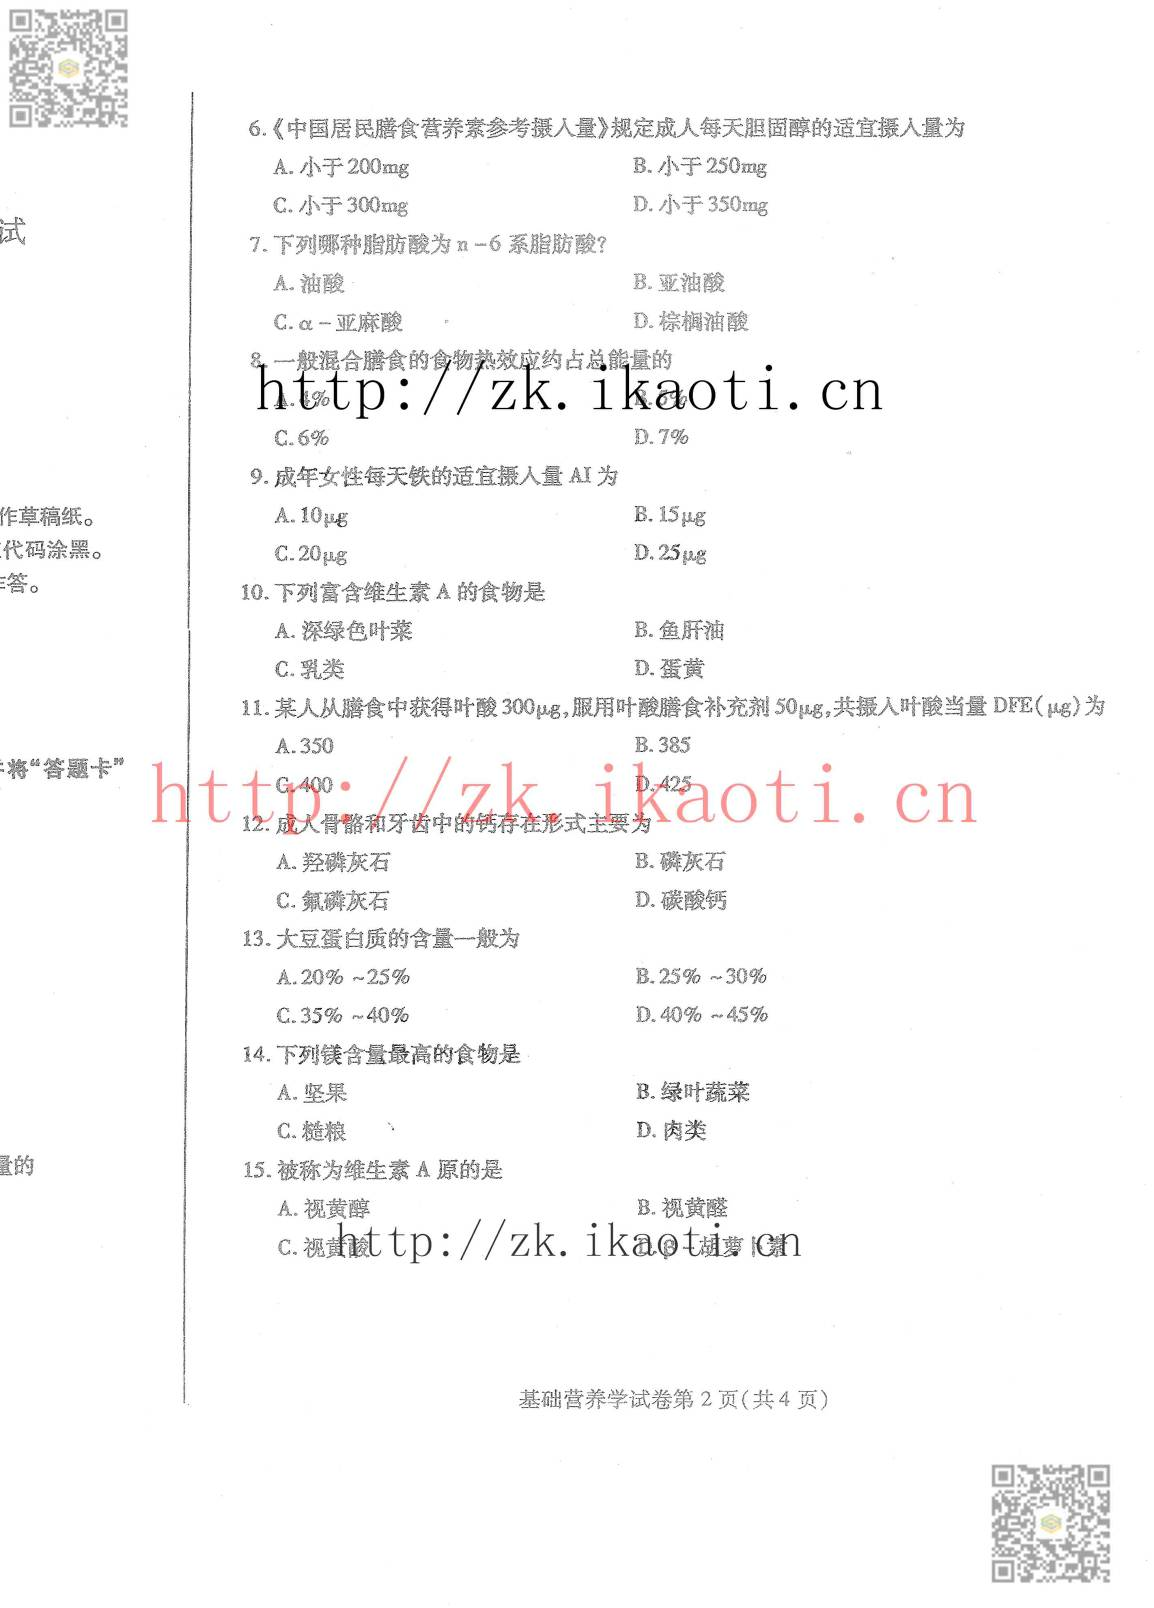 试
作草稿纸。
代码涂黑。
作答。
将“答题卡”
量的
6.《中国居民膳食营养素参考摄入量》规定成人每天胆固醇的适宜摄入量为
A.小于200mg B.小于250mg
C.小于300mg D.小于350mg
7.下列哪种脂肪酸为n-6系脂肪酸?
A.油酸 B.亚油酸
C.α-亚麻酸 D.棕榈油酸
8.一般混合膳食的食物热效应约占总能量的
http://zk.ikaoti.cn
A.4% B.5%
C.6% D.7%
9.成年女性每天铁的适宜摄入量AI为
A.10μg B.15μg
C.20μg D.25μg
10.下列富含维生素A的食物是
A.深绿色叶菜 B.鱼肝油
C.乳类 D.蛋黄
11.某人从膳食中获得叶酸300μg,服用叶酸膳食补充剂50μg,共摄入叶酸当量DFE(μg)为
A.350 B.385
C.400 D.425
http://zk.ikaoti.cn
12.成人骨骼和牙齿中的钙存在形式主要为
A.羟磷灰石 B.磷灰石
C.氟磷灰石 D.碳酸钙
13.大豆蛋白质的含量一般为
A.20%~25% B.25%~30%
C.35%~40% D.40%~45%
14.下列镁含量最高的食物是
A.坚果 B.绿叶蔬菜
C.糙粮 D.肉类
15.被称为维生素A原的是
A.视黄醇 B.视黄醛
C.视黄酸 D.β-胡萝卜素
http://zk.ikaoti.cn
基础营养学试卷第2页(共4页)